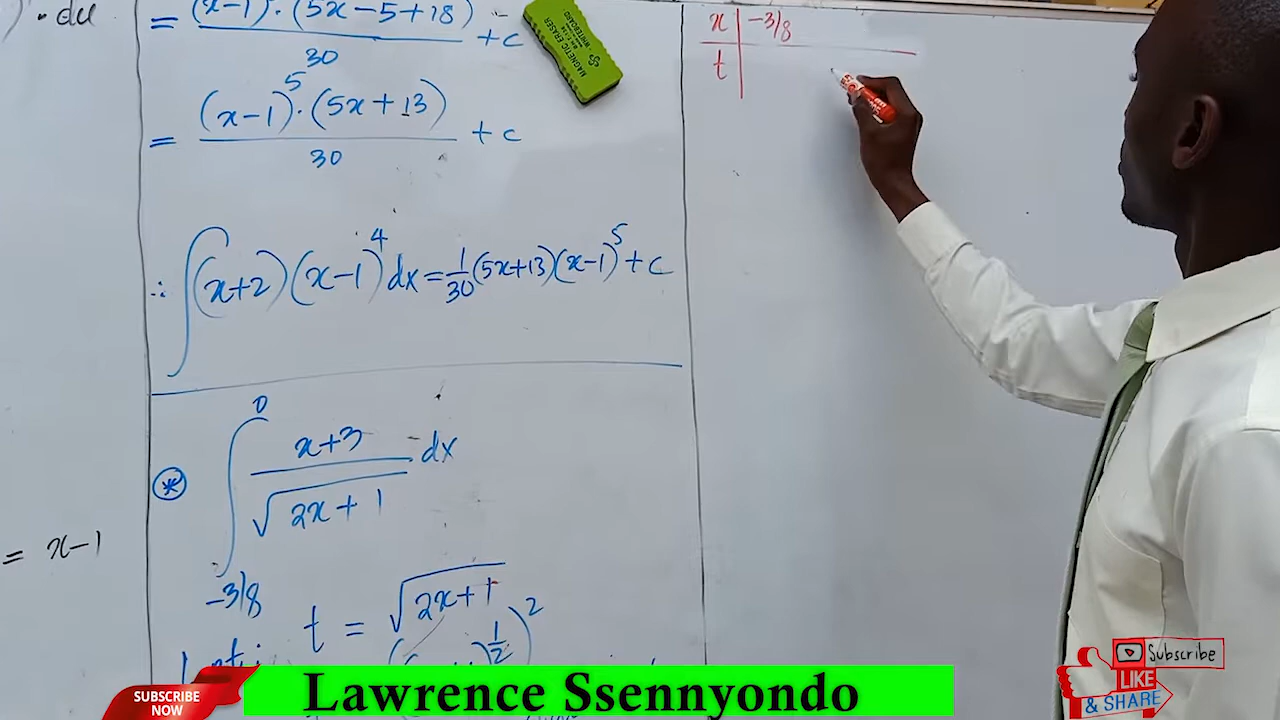 ) · du
= (x-1) · (5x-5+18) / 30 + c
= (x-1)^5 · (5x+13) / 30 + c
∴ ∫(x+2)(x-1)^4 dx = 1/30 (5x+13)(x-1)^5 + c
= x-1
⊛ ∫_{-3/8}^{0} x+3 / √(2x+1) dx
t = √(2x+1)
x | -3/8
t |
MAGNETIC ERASER
WHITEBOARD
SUBSCRIBE NOW
Lawrence Ssennyondo
Subscribe
LIKE
& SHARE